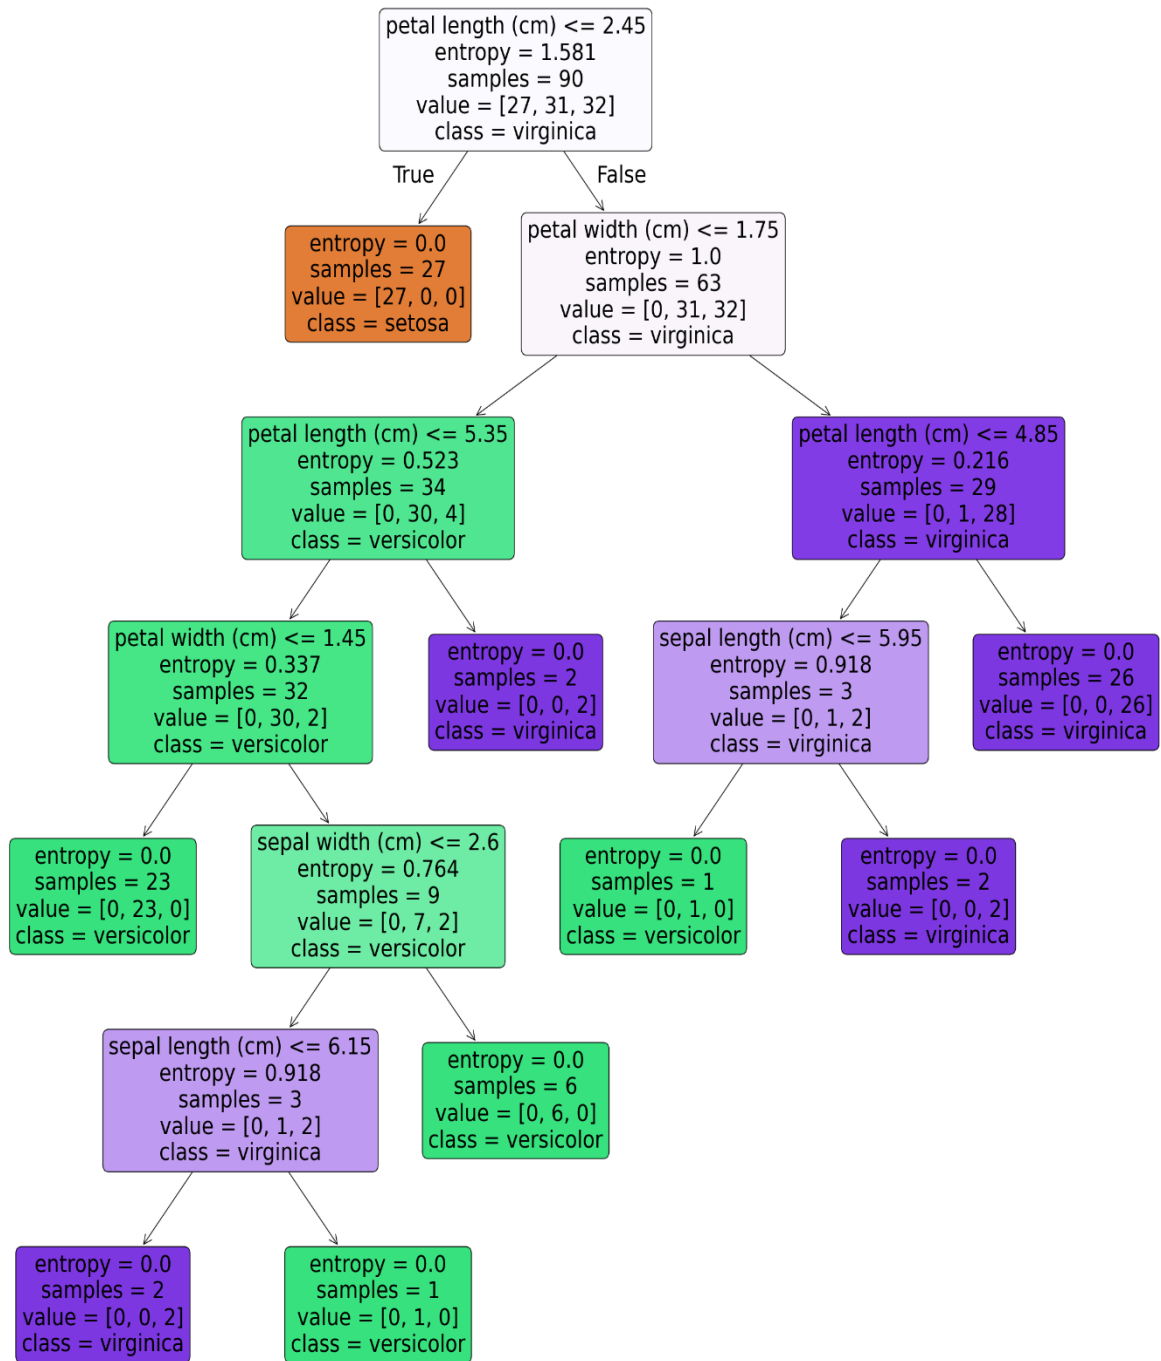 petal length (cm) <= 2.45
entropy = 1.581
samples = 90
value = [27, 31, 32]
class = virginica
True
False
entropy = 0.0
samples = 27
value = [27, 0, 0]
class = setosa
petal width (cm) <= 1.75
entropy = 1.0
samples = 63
value = [0, 31, 32]
class = virginica
petal length (cm) <= 5.35
entropy = 0.523
samples = 34
value = [0, 30, 4]
class = versicolor
petal length (cm) <= 4.85
entropy = 0.216
samples = 29
value = [0, 1, 28]
class = virginica
petal width (cm) <= 1.45
entropy = 0.337
samples = 32
value = [0, 30, 2]
class = versicolor
entropy = 0.0
samples = 2
value = [0, 0, 2]
class = virginica
sepal length (cm) <= 5.95
entropy = 0.918
samples = 3
value = [0, 1, 2]
class = virginica
entropy = 0.0
samples = 26
value = [0, 0, 26]
class = virginica
entropy = 0.0
samples = 23
value = [0, 23, 0]
class = versicolor
sepal width (cm) <= 2.6
entropy = 0.764
samples = 9
value = [0, 7, 2]
class = versicolor
entropy = 0.0
samples = 1
value = [0, 1, 0]
class = versicolor
entropy = 0.0
samples = 2
value = [0, 0, 2]
class = virginica
sepal length (cm) <= 6.15
entropy = 0.918
samples = 3
value = [0, 1, 2]
class = virginica
entropy = 0.0
samples = 6
value = [0, 6, 0]
class = versicolor
entropy = 0.0
samples = 2
value = [0, 0, 2]
class = virginica
entropy = 0.0
samples = 1
value = [0, 1, 0]
class = versicolor